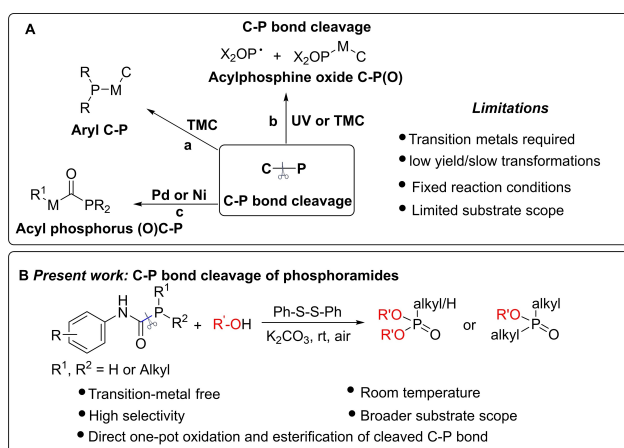 A
C-P bond cleavage
X₂OP• + X₂OP M C
Acylphosphine oxide C-P(O)
R C
P-M
R
Aryl C-P
TMC
a
b UV or TMC
Limitations
• Transition metals required
• low yield/slow transformations
• Fixed reaction conditions
• Limited substrate scope
C P
C-P bond cleavage
O
R¹ M PR₂
Pd or Ni
c
Acyl phosphorus (O)C-P
B Present work: C-P bond cleavage of phosphoramides
R H N O R¹ P R² + R'-OH
Ph-S-S-Ph
K₂CO₃, rt, air
alkyl/H R'O P O R'O or alkyl R'O P O alkyl
R¹, R² = H or Alkyl
• Transition-metal free
• Room temperature
• High selectivity
• Broader substrate scope
• Direct one-pot oxidation and esterification of cleaved C-P bond